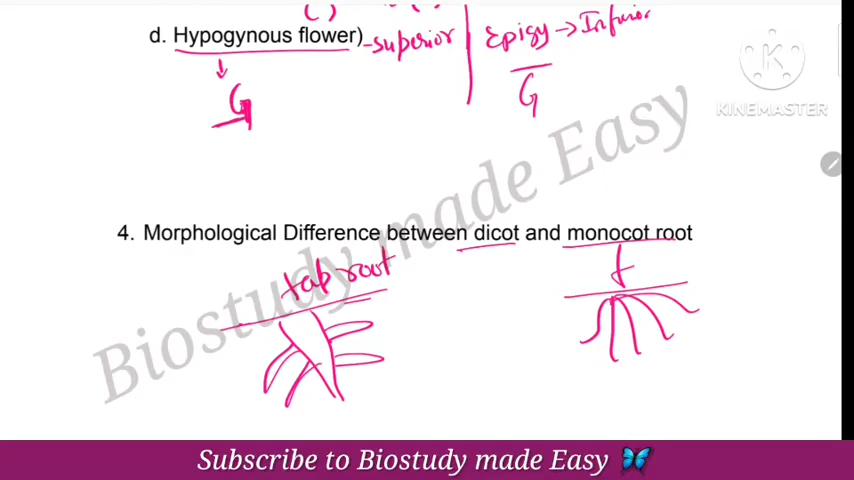 ( )
d. Hypogynous flower) -superior
Epigy → Inferior
G
G
KINEMASTER
4. Morphological Difference between dicot and monocot root
tap root
f
Biostudy made Easy
Subscribe to Biostudy made Easy 🦋